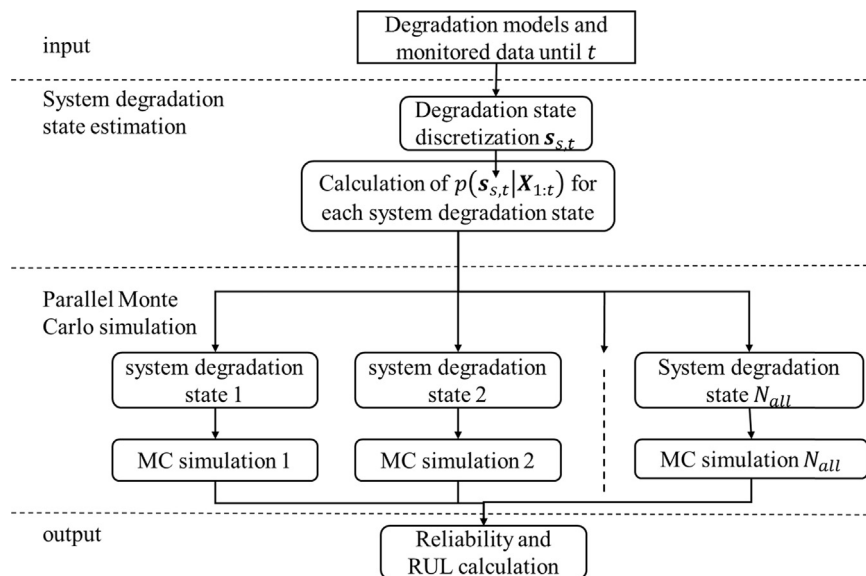 input
Degradation models and
monitored data until t
System degradation
state estimation
Degradation state
discretization s_{s,t}
Calculation of p(s_{s,t}|X_{1:t}) for
each system degradation state
Parallel Monte
Carlo simulation
system degradation
state 1
system degradation
state 2
System degradation
state N_{all}
MC simulation 1
MC simulation 2
MC simulation N_{all}
output
Reliability and
RUL calculation